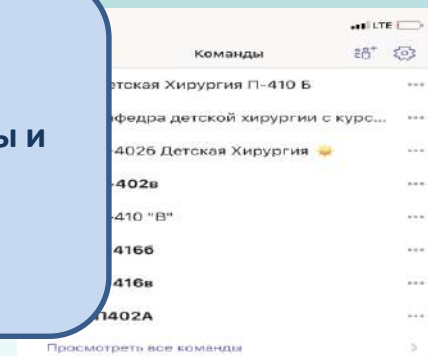 LTE
Команды
етская Хирургия П-410 Б
федра детской хирургии с курс...
ы и
402б Детская Хирургия
402в
410 "В"
416б
416в
П402А
Просмотреть все команды